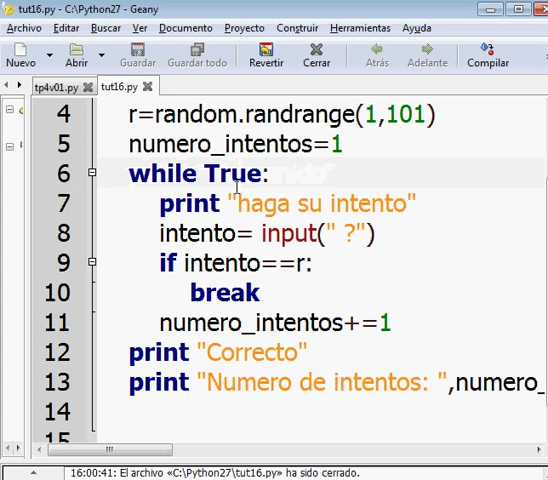 tut16.py - C:\Python27 - Geany
Archivo Editar Buscar Ver Documento Proyecto Construir Herramientas Ayuda
Nuevo Abrir Guardar Guardar todo Revertir Cerrar Atrás Adelante Compilar
tp4v01.py tut16.py
4 r=random.randrange(1,101)
5 numero_intentos=1
6 while True:
7 print "haga su intento"
8 intento= input(" ?")
9 if intento==r:
10 break
11 numero_intentos+=1
12 print "Correcto"
13 print "Numero de intentos: ",numero_
14
15
16:00:41: El archivo «C:\Python27\tut16.py» ha sido cerrado.